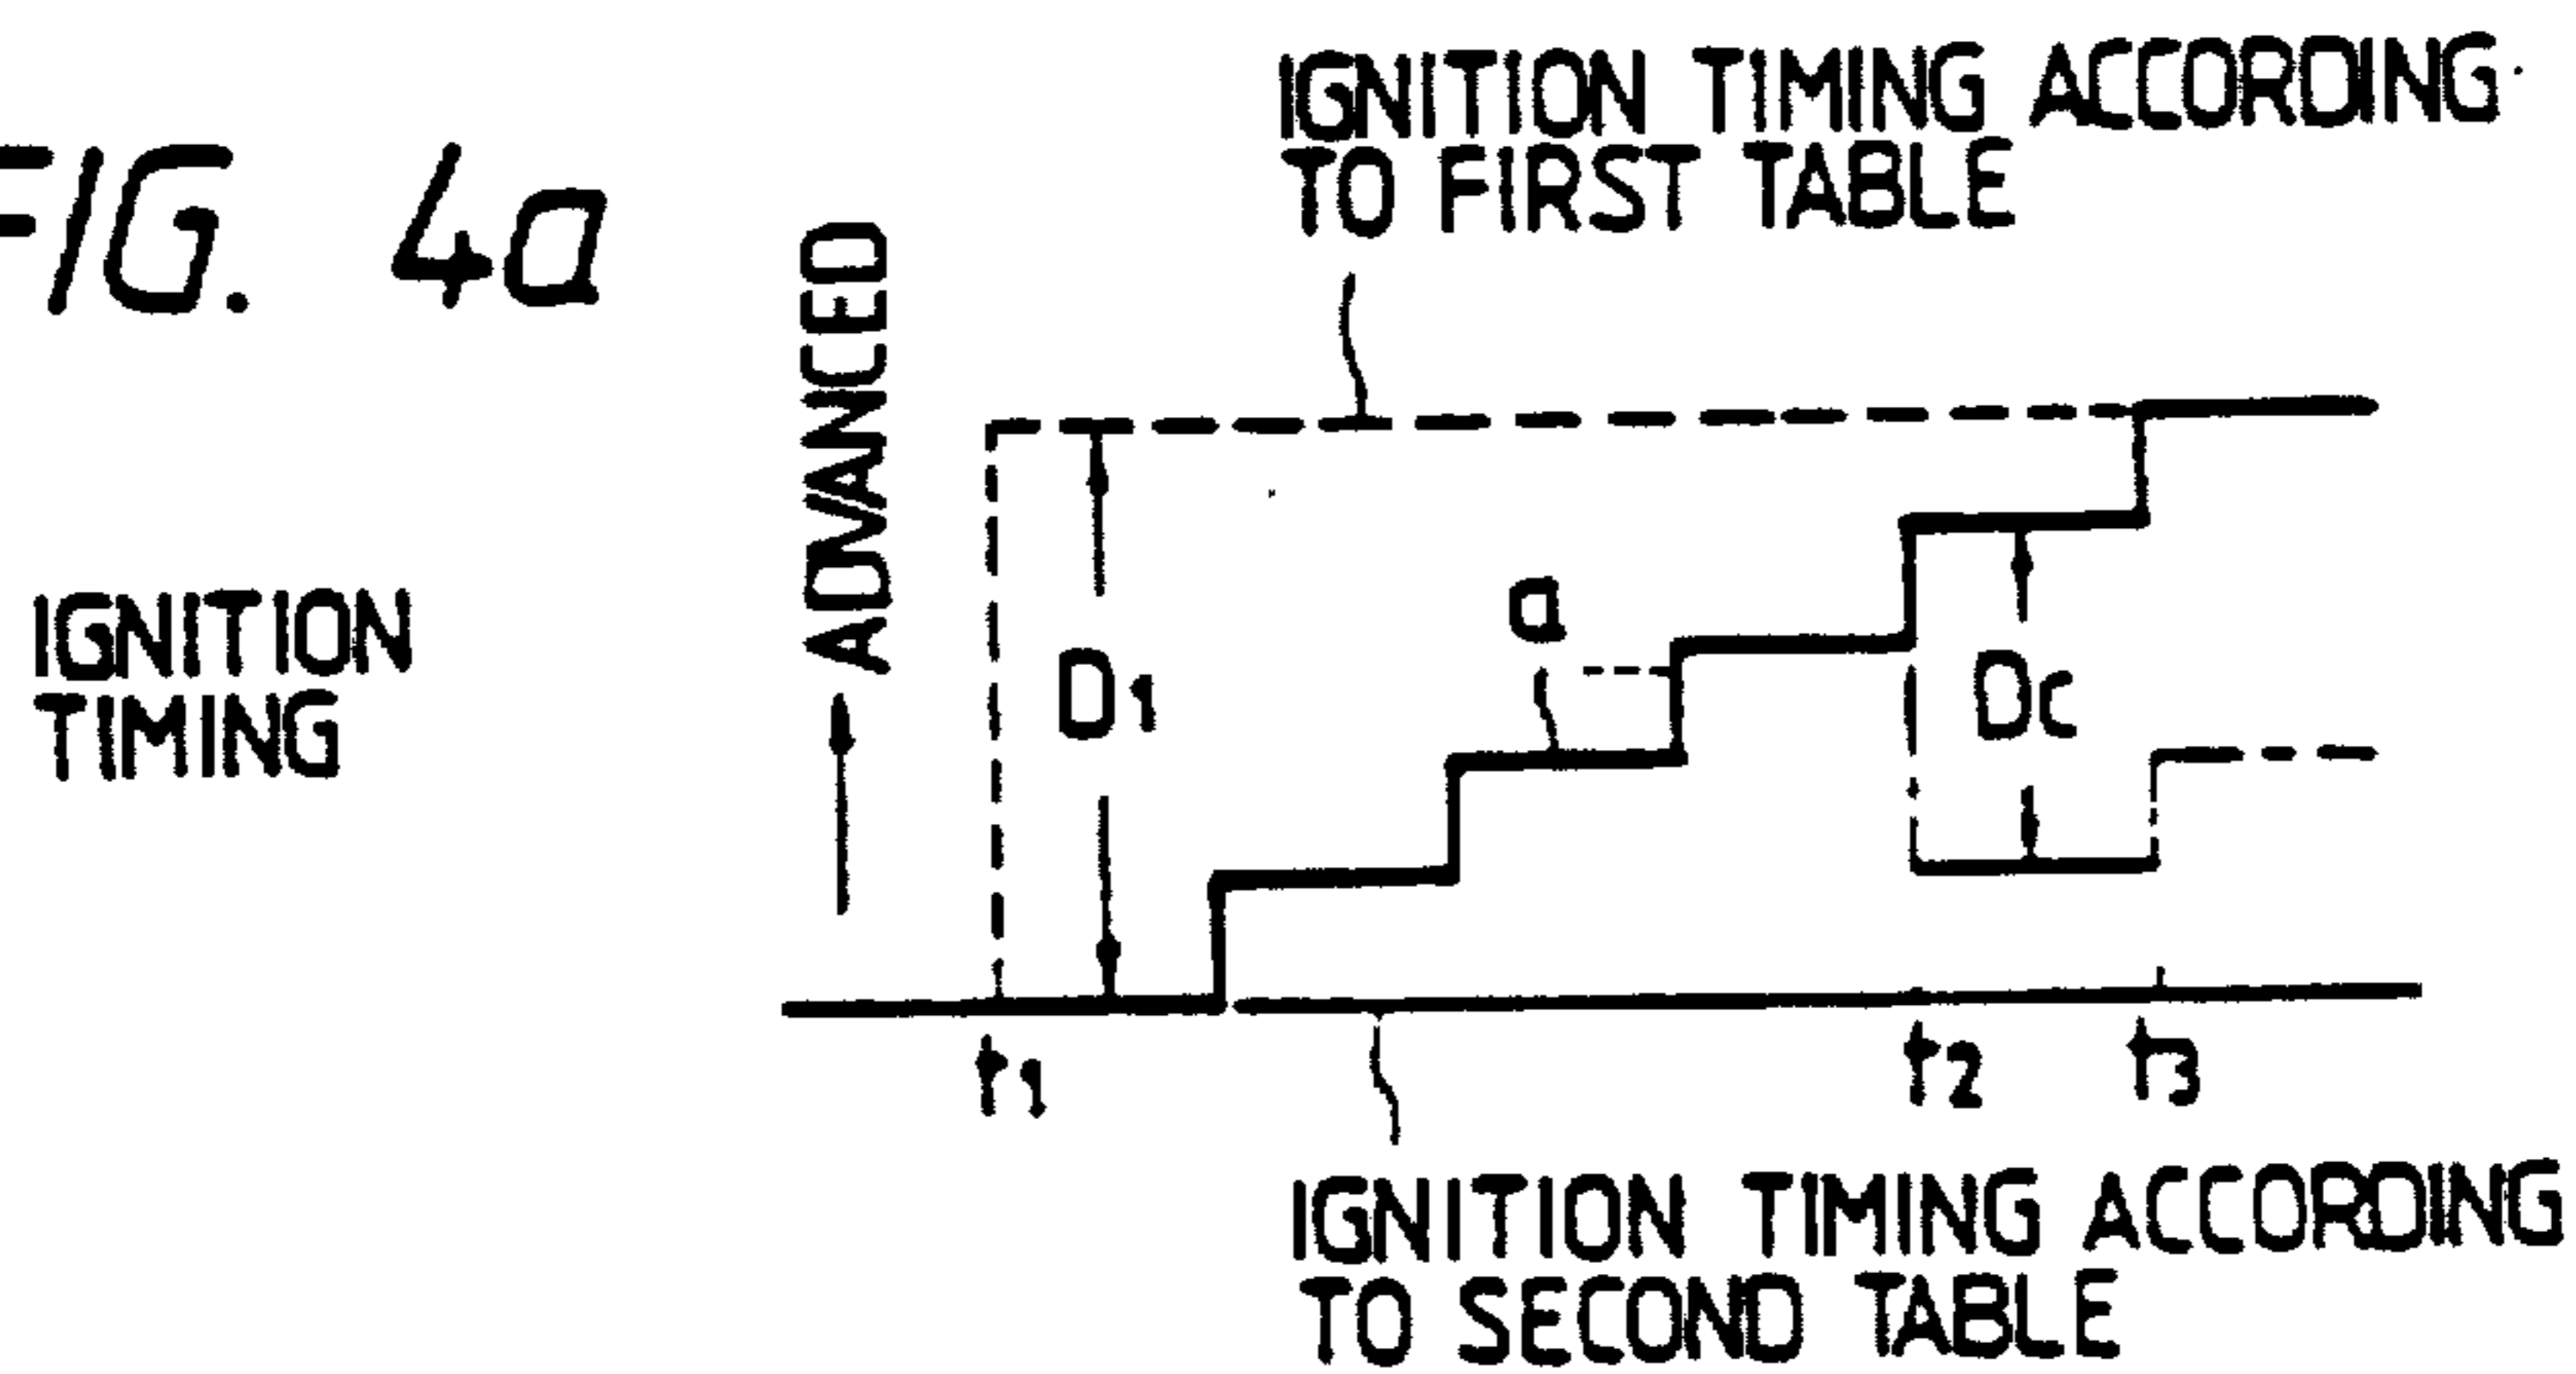 FIG. 4a
IGNITION TIMING ACCORDING
TO FIRST TABLE
ADVANCED
IGNITION
TIMING
D1
a
Dc
t1
t2
t3
IGNITION TIMING ACCORDING
TO SECOND TABLE